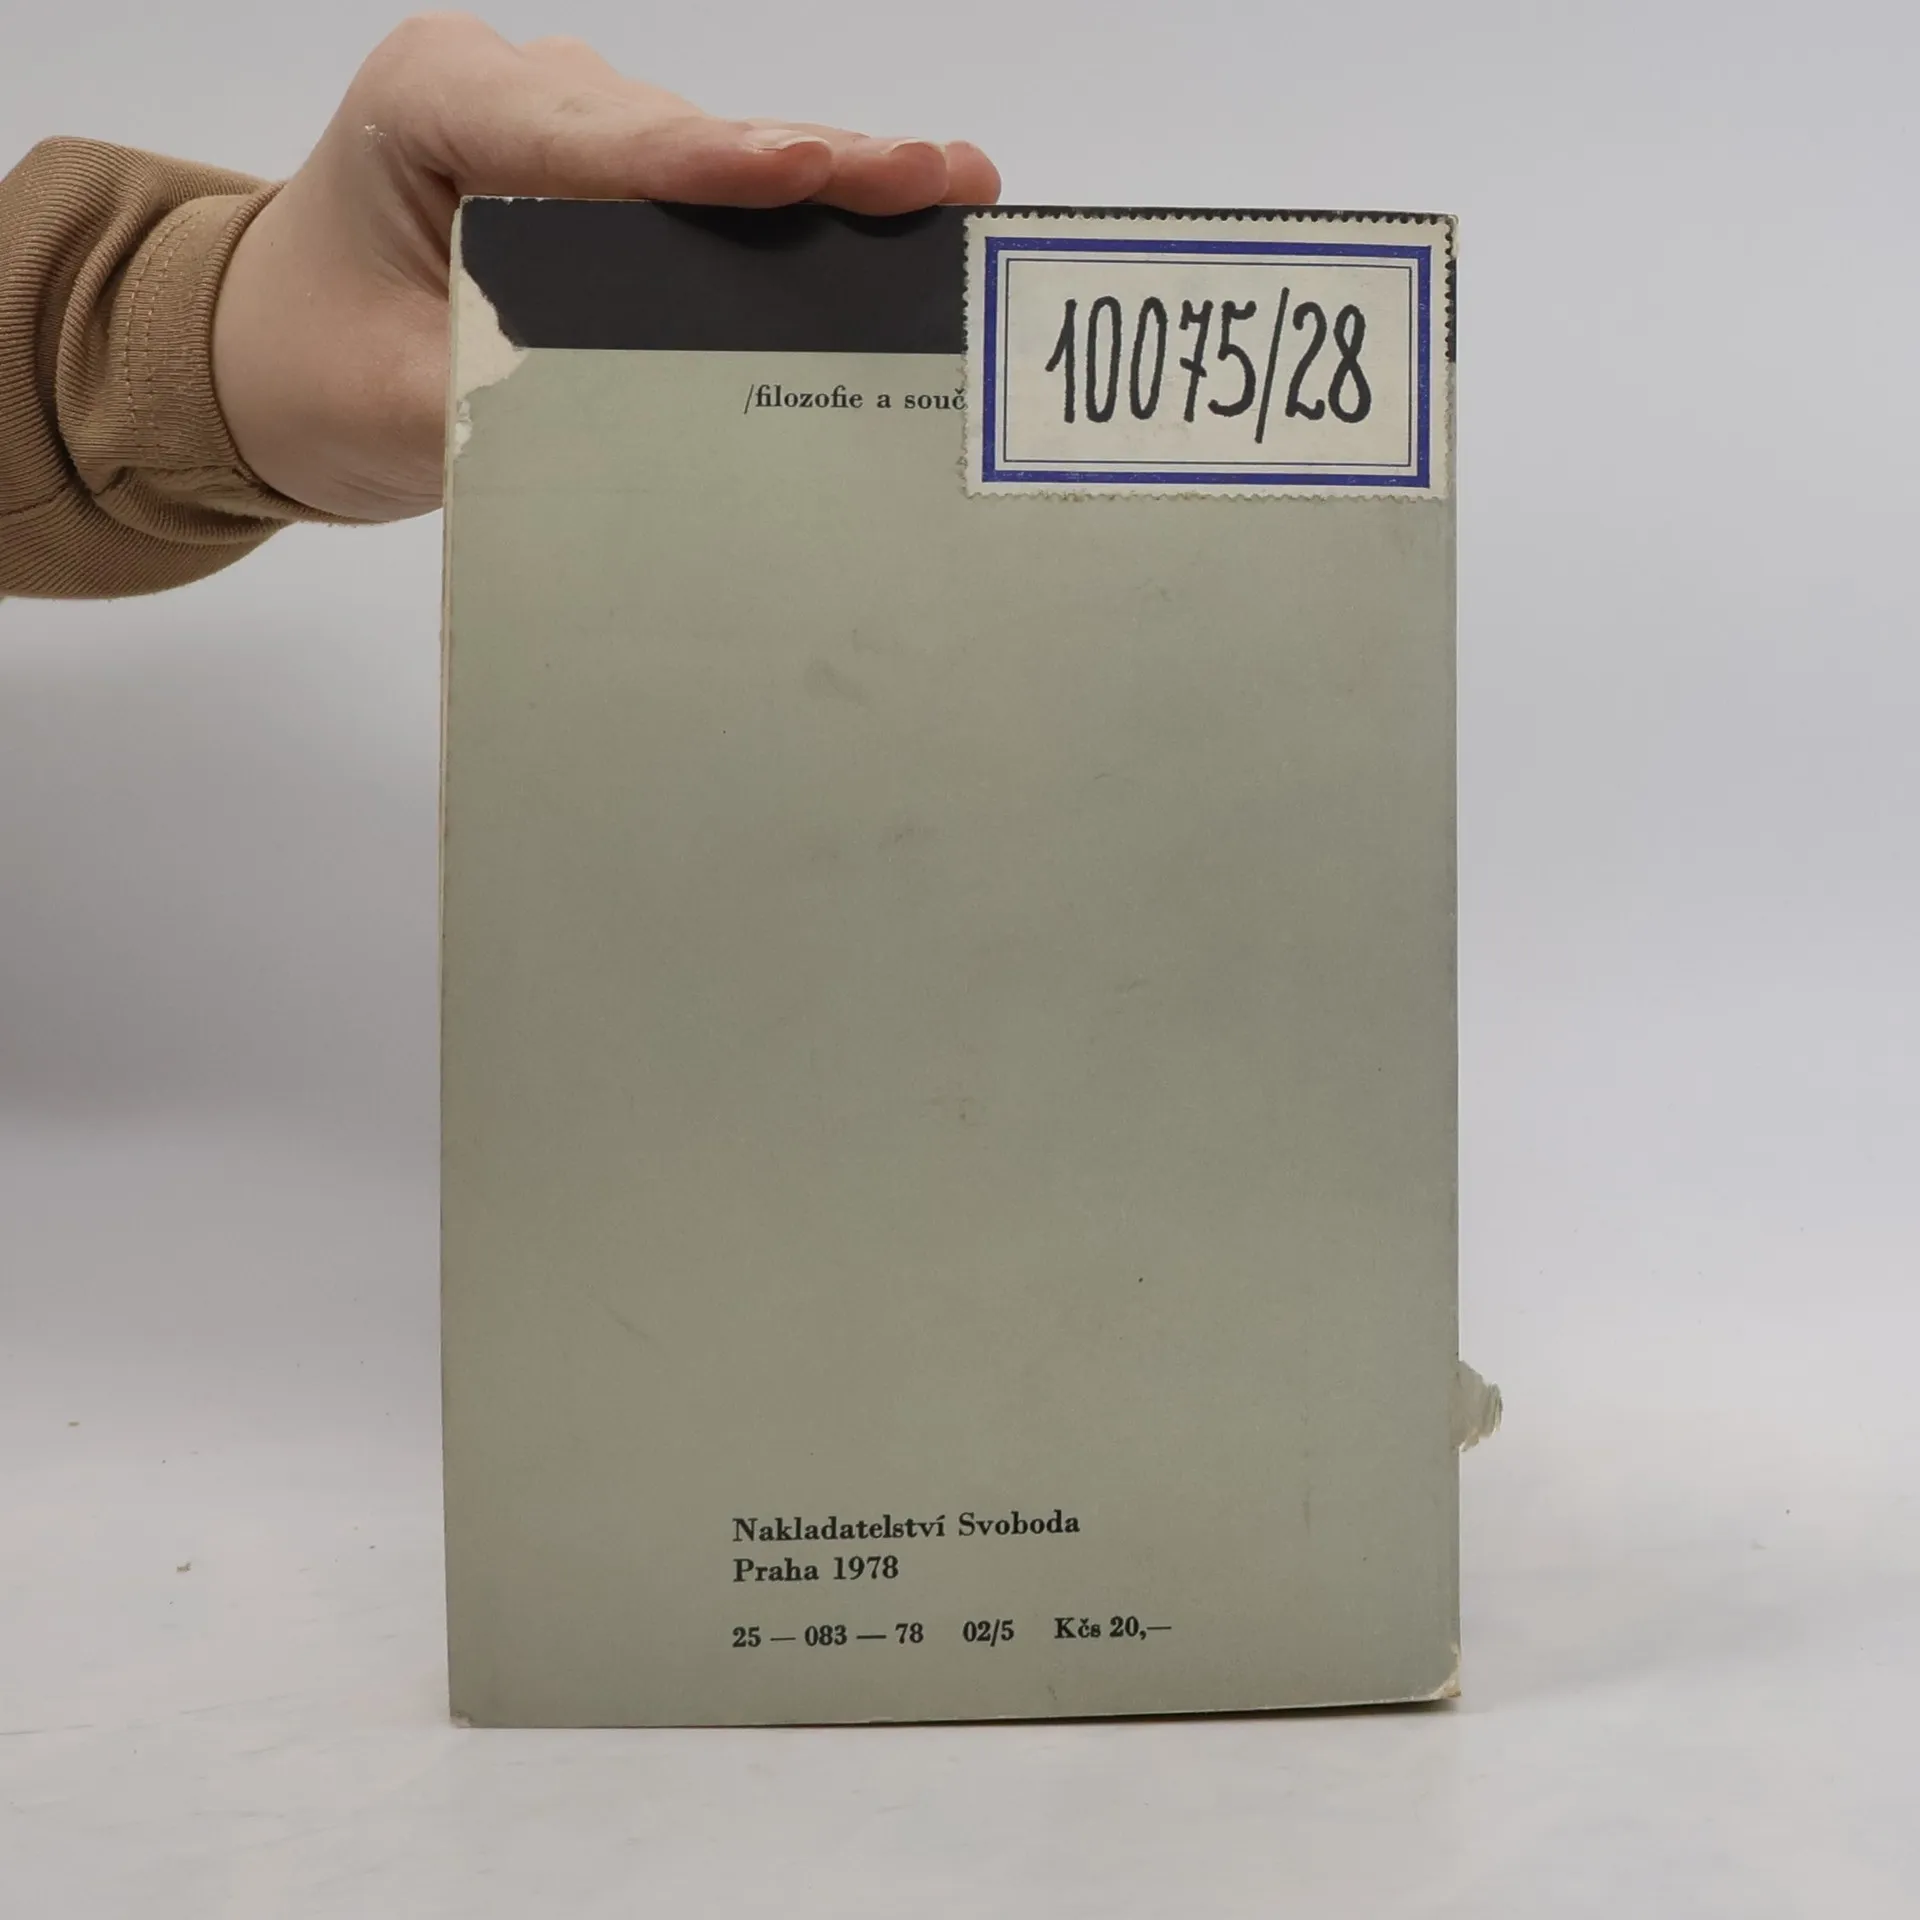 10075/28
/filozofie a souč
Nakladatelství Svoboda
Praha 1978
25 — 083 — 78 02/5 Kčs 20,—